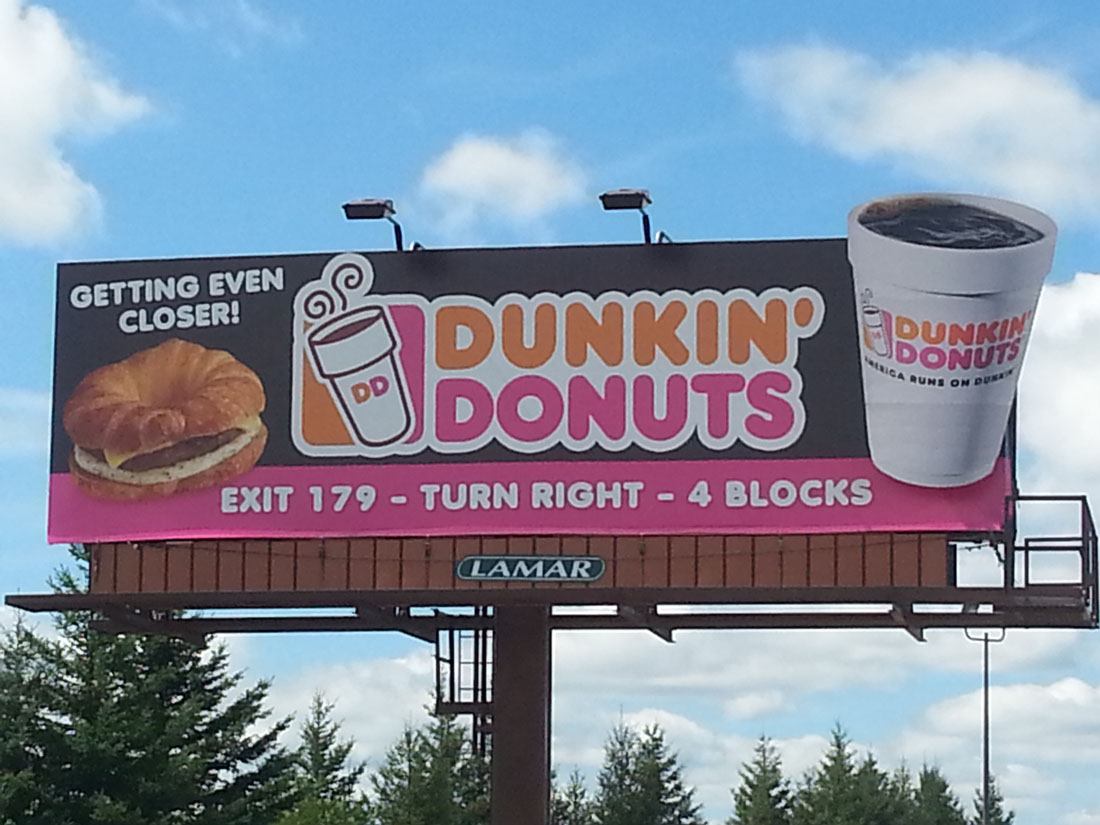 GETTING EVEN
CLOSER!
DD
DUNKIN'
DONUTS
DD
DUNKIN'
DONUTS
AMERICA RUNS ON DUNKIN'
EXIT 179 - TURN RIGHT - 4 BLOCKS
LAMAR